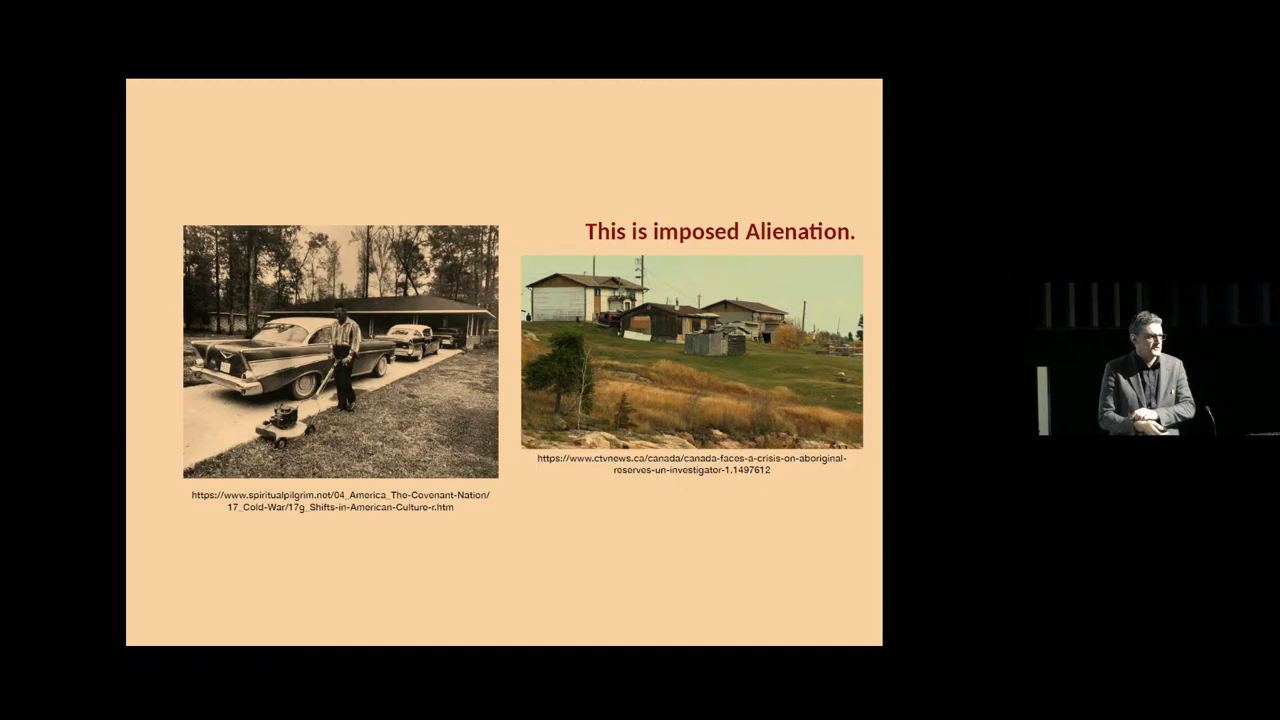 This is imposed Alienation.
https://www.spiritualpilgrim.net/04_America_The-Covenant-Nation/
17_Cold-War/17g_Shifts-in-American-Culture-r.htm
https://www.ctvnews.ca/canada/canada-faces-a-crisis-on-aboriginal-
reserves-un-investigator-1.1497612